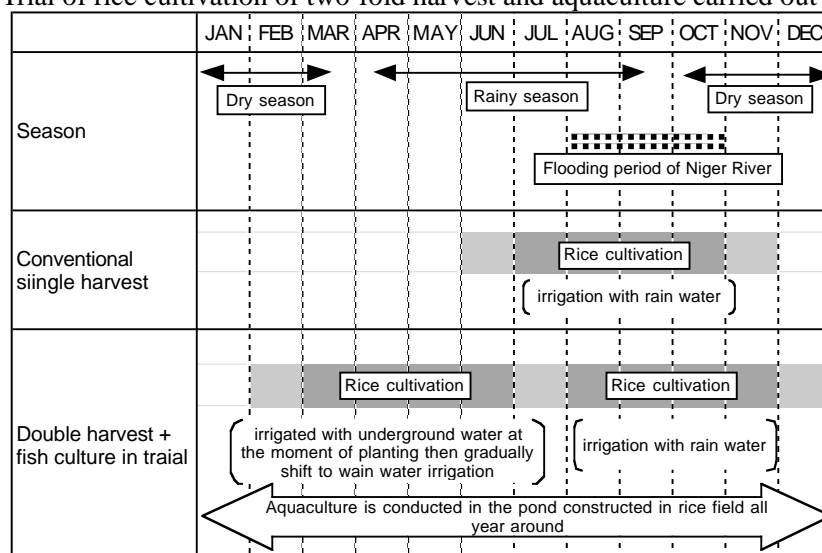 Trial of rice cultivation of two fold harvest and aquaculture carried out
JAN FEB MAR APR MAY JUN JUL AUG SEP OCT NOV DEC
Season
Dry season
Rainy season
Dry season
Flooding period of Niger River
Conventional
siingle harvest
Rice cultivation
irrigation with rain water
Double harvest +
fish culture in traial
Rice cultivation
Rice cultivation
irrigated with underground water at
the moment of planting then gradually
shift to wain water irrigation
irrigation with rain water
Aquaculture is conducted in the pond constructed in rice field all
year around